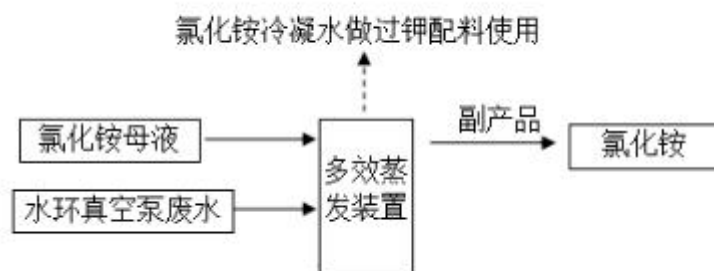 氯化铵冷凝水做过钾配料使用
氯化铵母液
水环真空泵废水
多效蒸
发装置
副产品
氯化铵